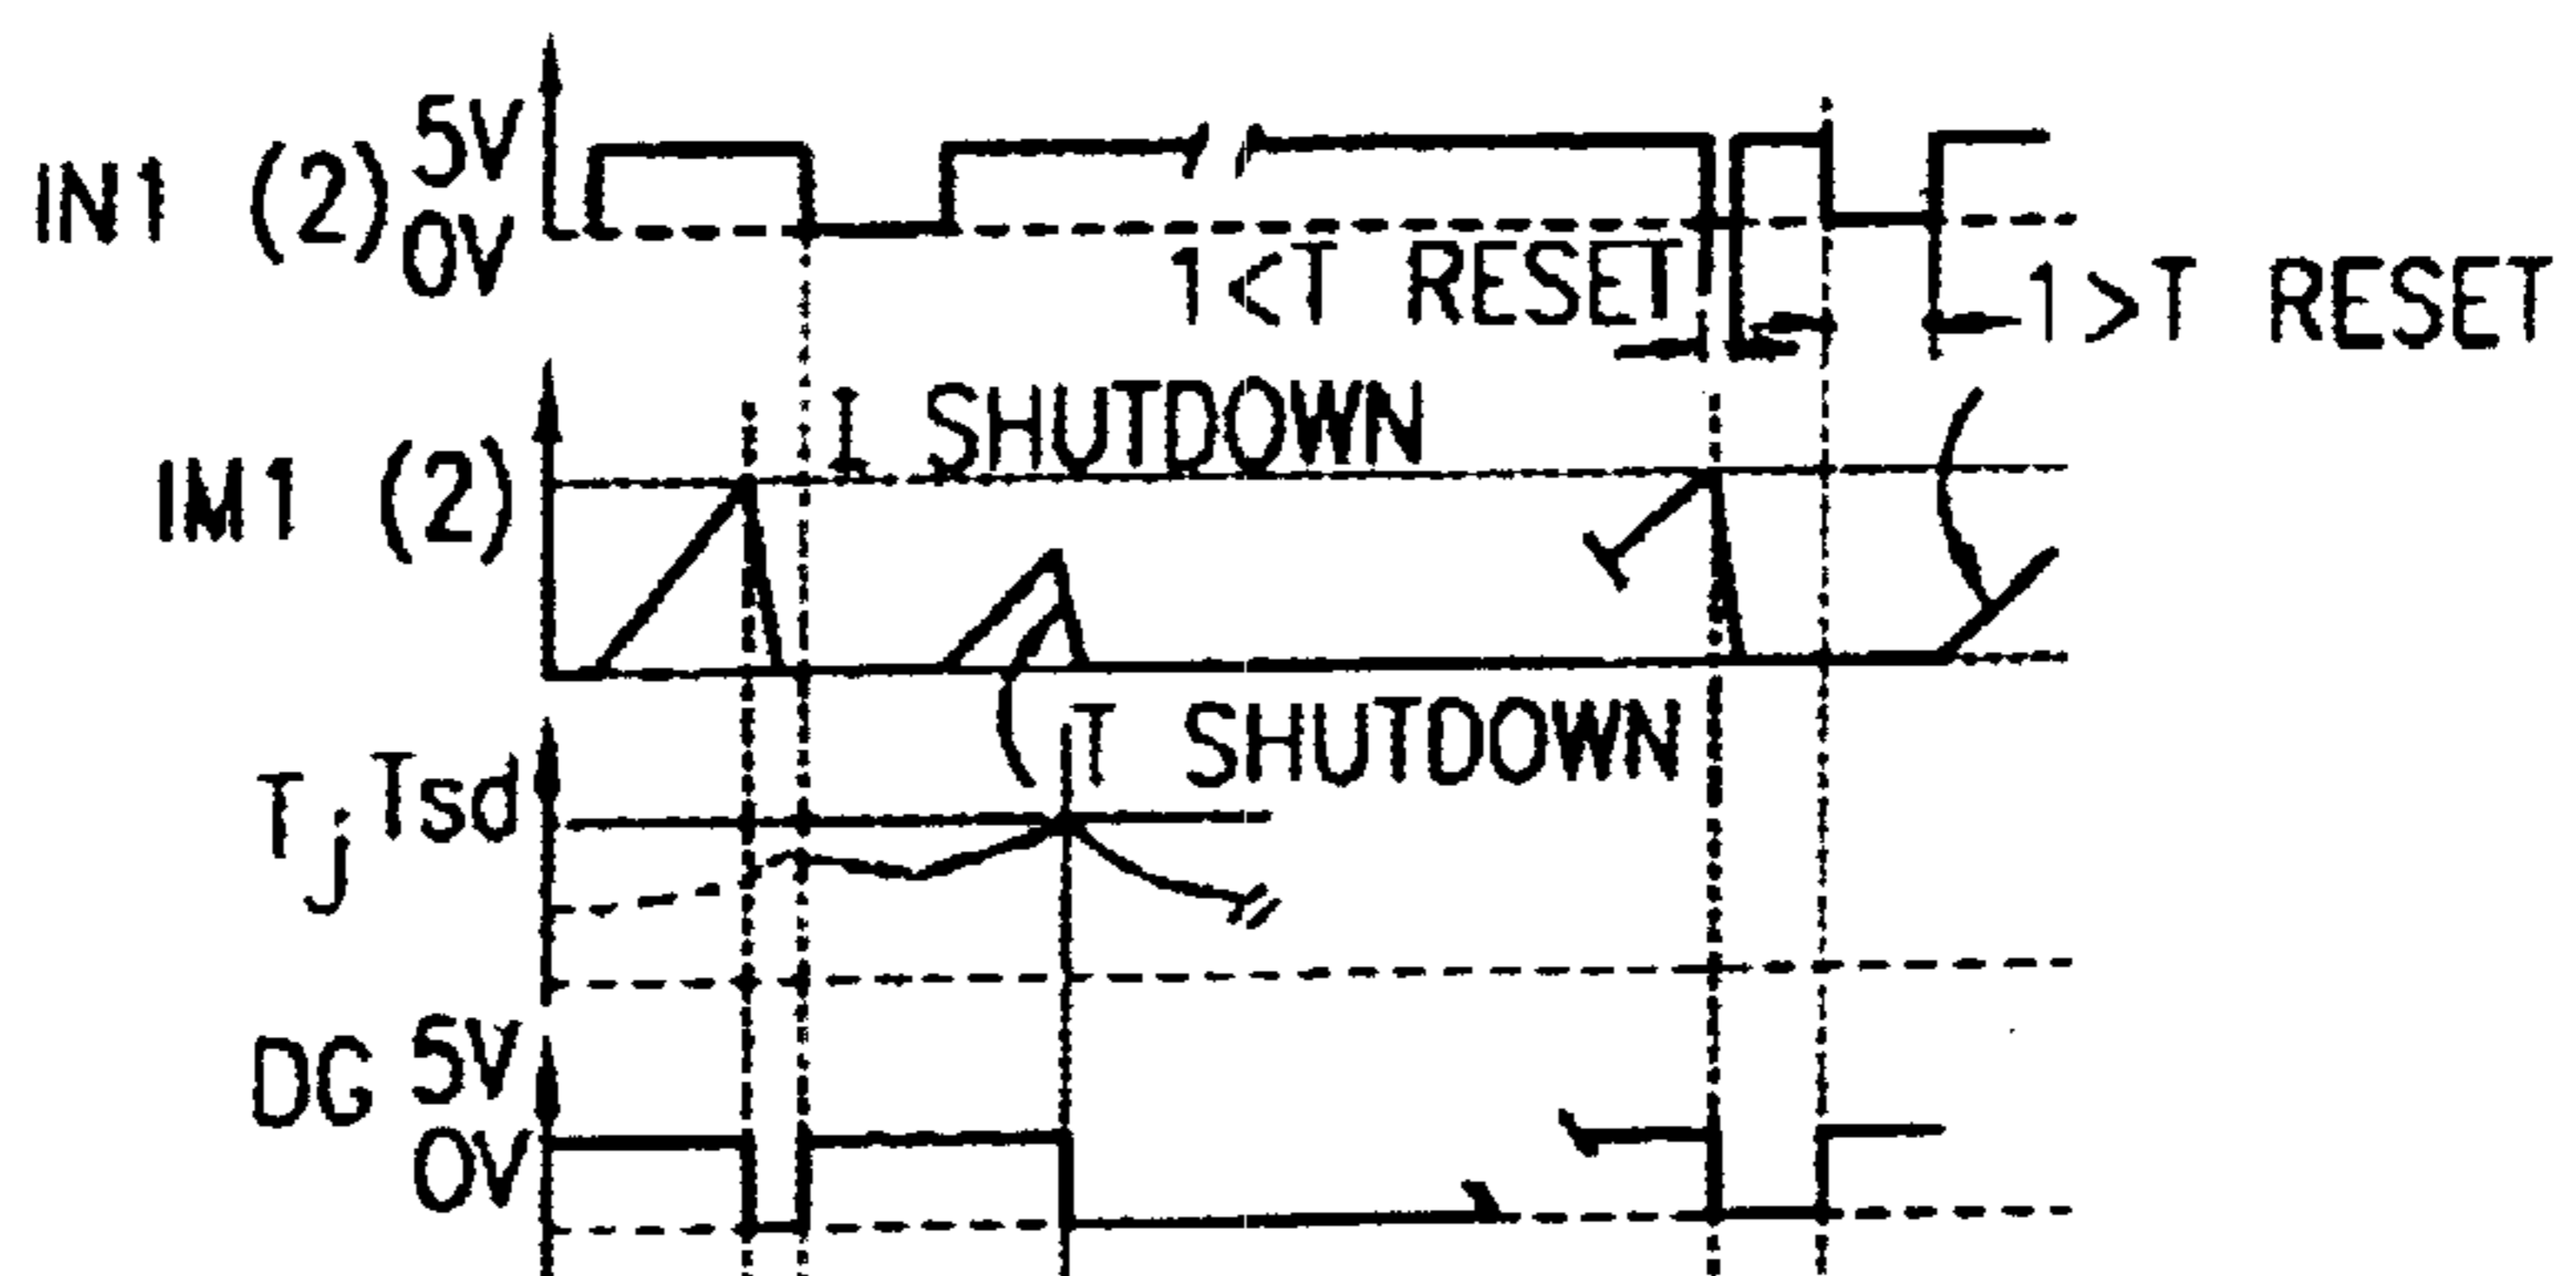 5V
IN1 (2)
0V
1<T RESET
1>T RESET
I SHUTDOWN
IM1 (2)
T SHUTDOWN
Tj Tsd
DG 5V
0V